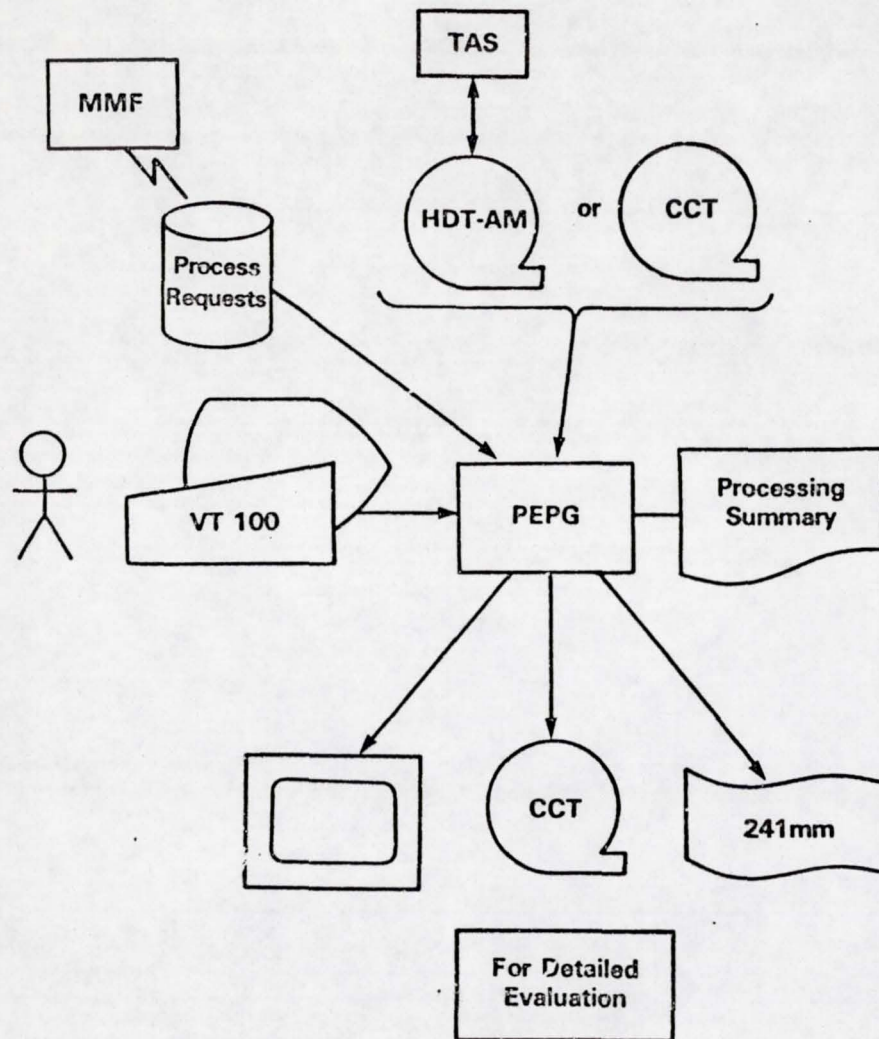 TAS
MMF
HDT-AM
or
CCT
Process
Requests
VT 100
PEPG
Processing
Summary
CCT
241mm
For Detailed
Evaluation